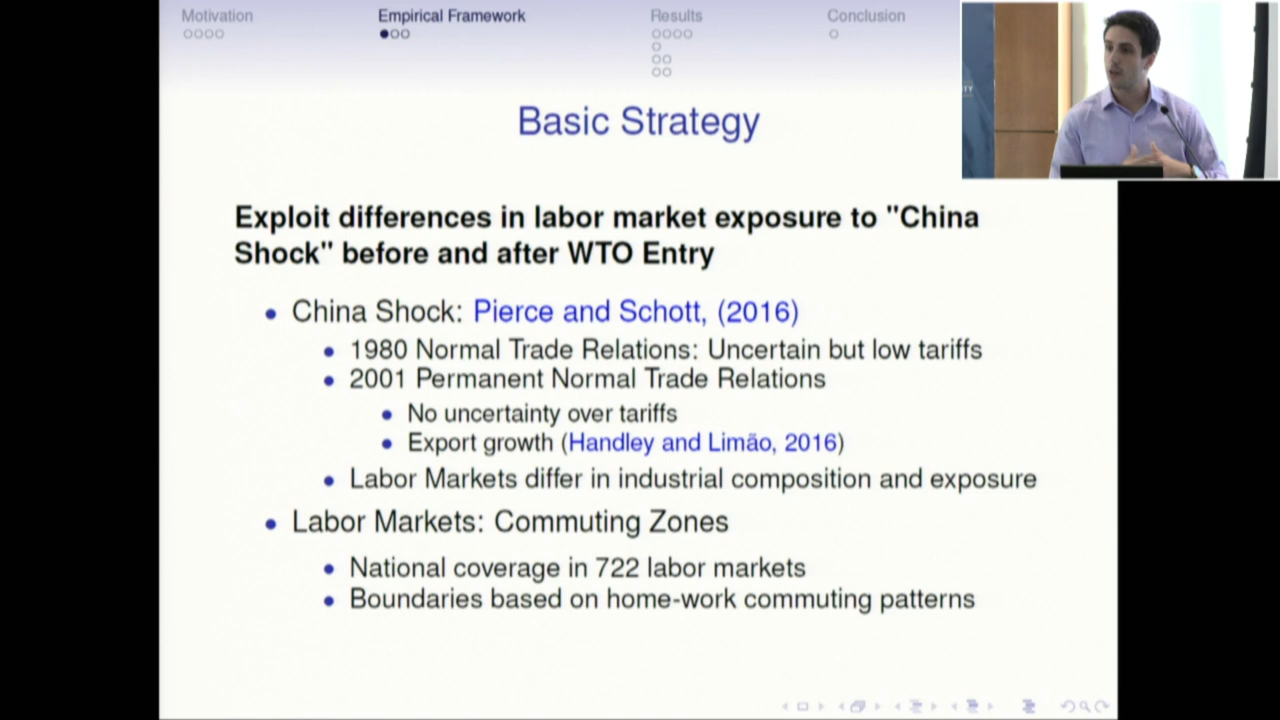 Motivation
Empirical Framework
Results
Conclusion
Basic Strategy
Exploit differences in labor market exposure to "China
Shock" before and after WTO Entry
China Shock: Pierce and Schott, (2016)
1980 Normal Trade Relations: Uncertain but low tariffs
2001 Permanent Normal Trade Relations
No uncertainty over tariffs
Export growth (Handley and Limão, 2016)
Labor Markets differ in industrial composition and exposure
Labor Markets: Commuting Zones
National coverage in 722 labor markets
Boundaries based on home-work commuting patterns